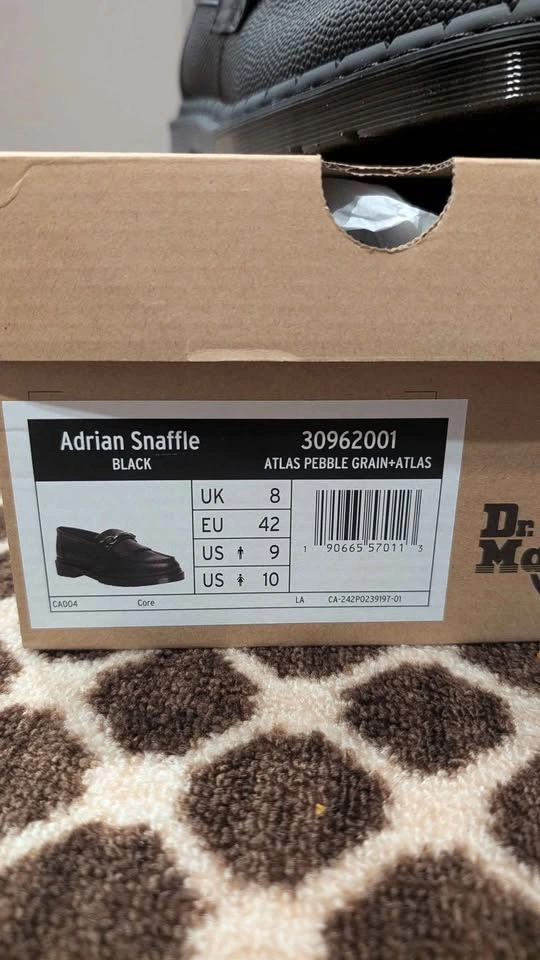 Adrian Snaffle
BLACK
30962001
ATLAS PEBBLE GRAIN+ATLAS
UK 8
EU 42
US 9
US 10
1 90665 57011 3
CA004 Core LA CA-242P0239197-01
Dr.